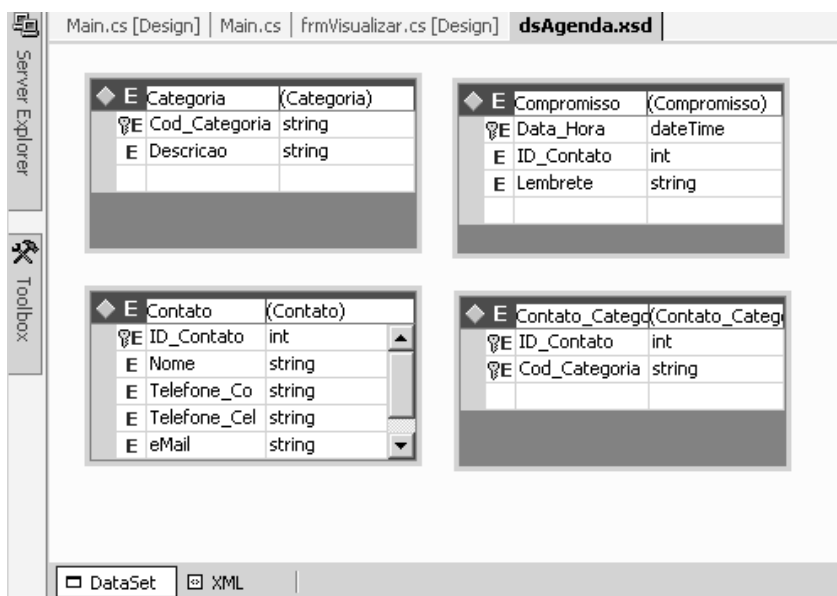 Main.cs [Design] | Main.cs | frmVisualizar.cs [Design] dsAgenda.xsd
Server Explorer
Toolbox
E Categoria (Categoria)
E Cod_Categoria string
E Descricao string
E Compromisso (Compromisso)
E Data_Hora dateTime
E ID_Contato int
E Lembrete string
E Contato (Contato)
E ID_Contato int
E Nome string
E Telefone_Co string
E Telefone_Cel string
E eMail string
E Contato_Catego (Contato_Catego
E ID_Contato int
E Cod_Categoria string
DataSet XML